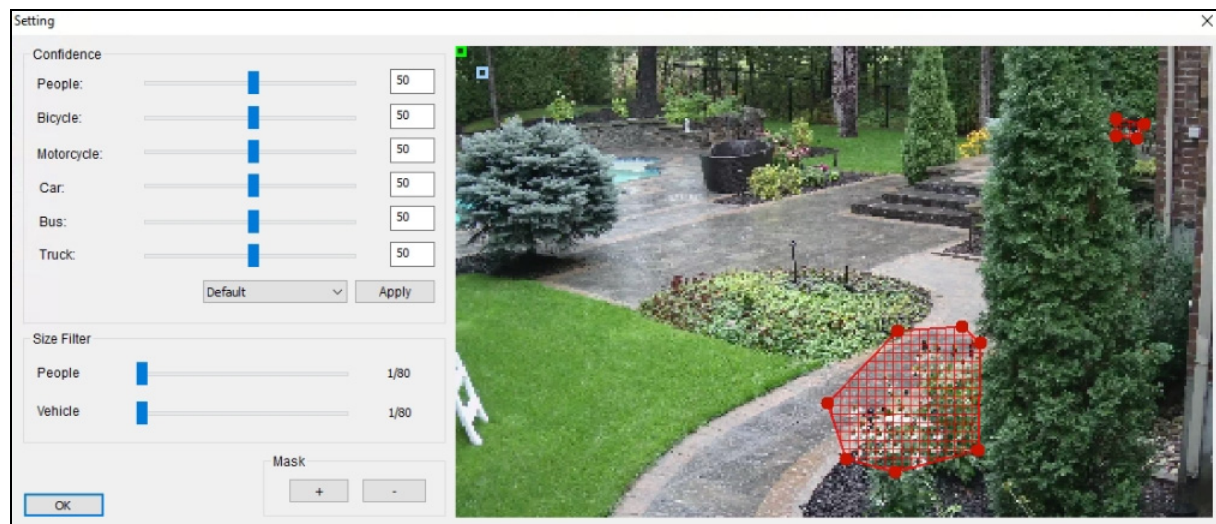 Setting
Confidence
People: 50
Bicycle: 50
Motorcycle: 50
Car: 50
Bus: 50
Truck: 50
Default Apply
Size Filter
People 1/80
Vehicle 1/80
Mask
+ -
OK